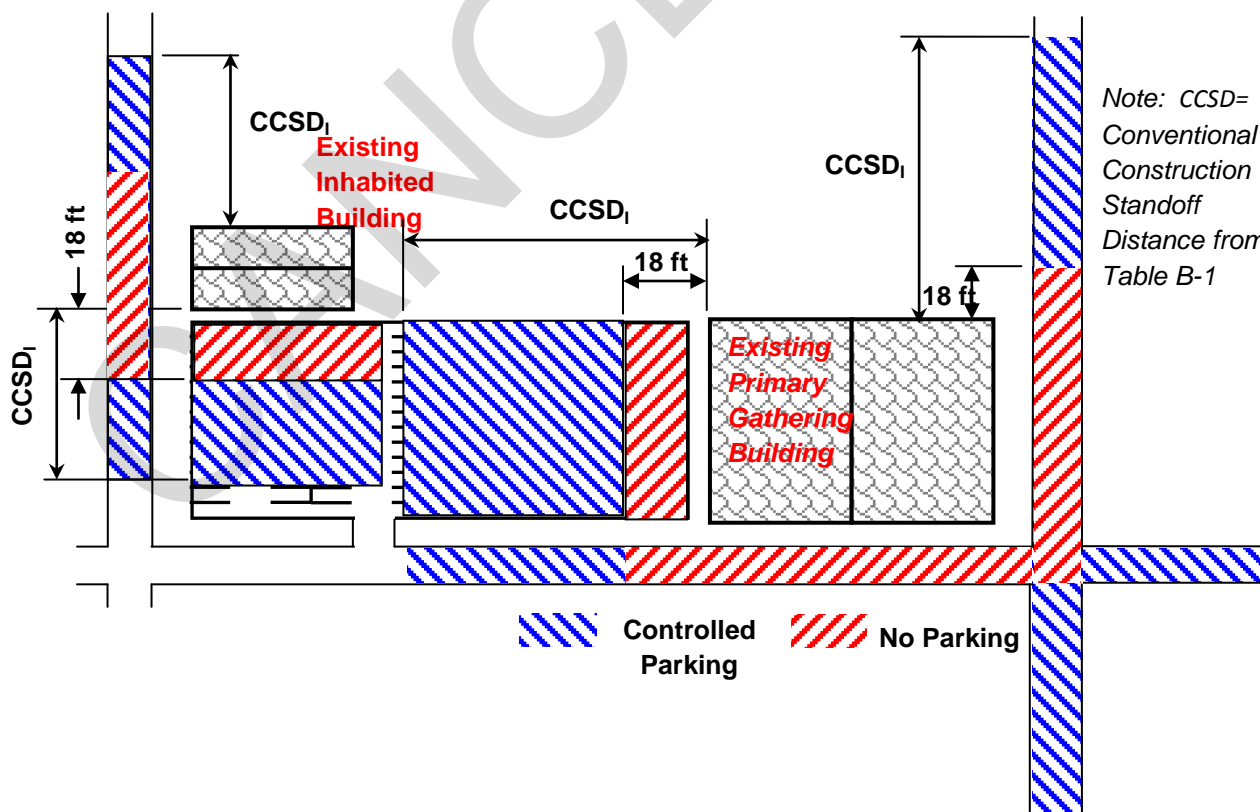 CCSDI
Existing
Inhabited
Building
18 ft
CCSDI
CCSDI
18 ft
CCSDI
18 ft
Existing
Primary
Gathering
Building
Note: CCSD=
Conventional
Construction
Standoff
Distance from
Table B-1
Controlled
Parking
No Parking
CANCE